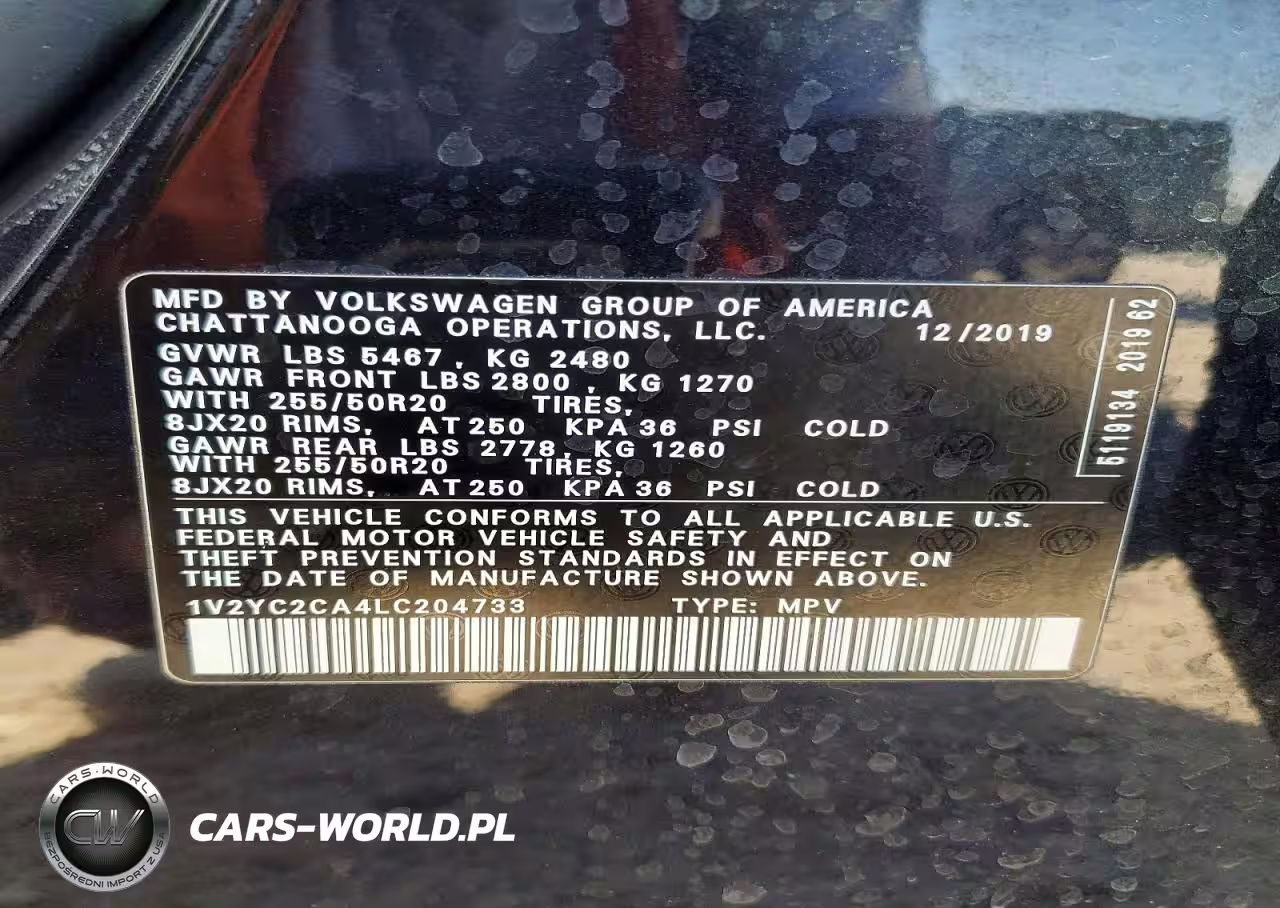 MFD BY VOLKSWAGEN GROUP OF AMERICA
CHATTANOOGA OPERATIONS, LLC. 12/2019
GVWR LBS 5467, KG 2480
GAWR FRONT LBS 2800, KG 1270
WITH 255/50R20 TIRES,
8JX20 RIMS, AT 250 KPA 36 PSI COLD
GAWR REAR LBS 2778, KG 1260
WITH 255/50R20 TIRES,
8JX20 RIMS, AT 250 KPA 36 PSI COLD
THIS VEHICLE CONFORMS TO ALL APPLICABLE U.S.
FEDERAL MOTOR VEHICLE SAFETY AND
THEFT PREVENTION STANDARDS IN EFFECT ON
THE DATE OF MANUFACTURE SHOWN ABOVE.
1V2YC2CA4LC204733 TYPE: MPV
5119134 2019 62
CARS-WORLD
CW
BEZPOŚREDNI IMPORT Z USA
CARS-WORLD.PL